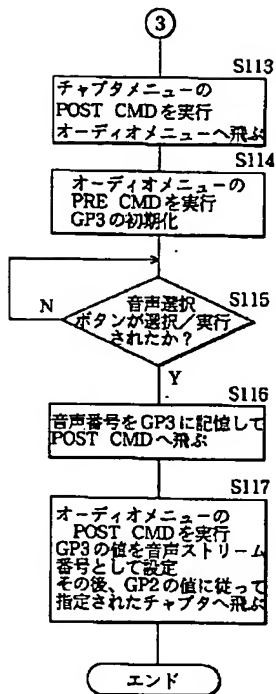 3
S113
チャプタメニューの
POST CMDを実行
オーディオメニューへ飛ぶ
S114
オーディオメニューの
PRE CMDを実行
GP3の初期化
S115
N
音声選択
ボタンが選択/実行
されたか?
Y
S116
音声番号をGP3に記憶して
POST CMDへ飛ぶ
S117
オーディオメニューの
POST CMDを実行
GP3の値を音声ストリーム
番号として設定
その後、GP2の値に従って
指定されたチャプタへ飛ぶ
エンド